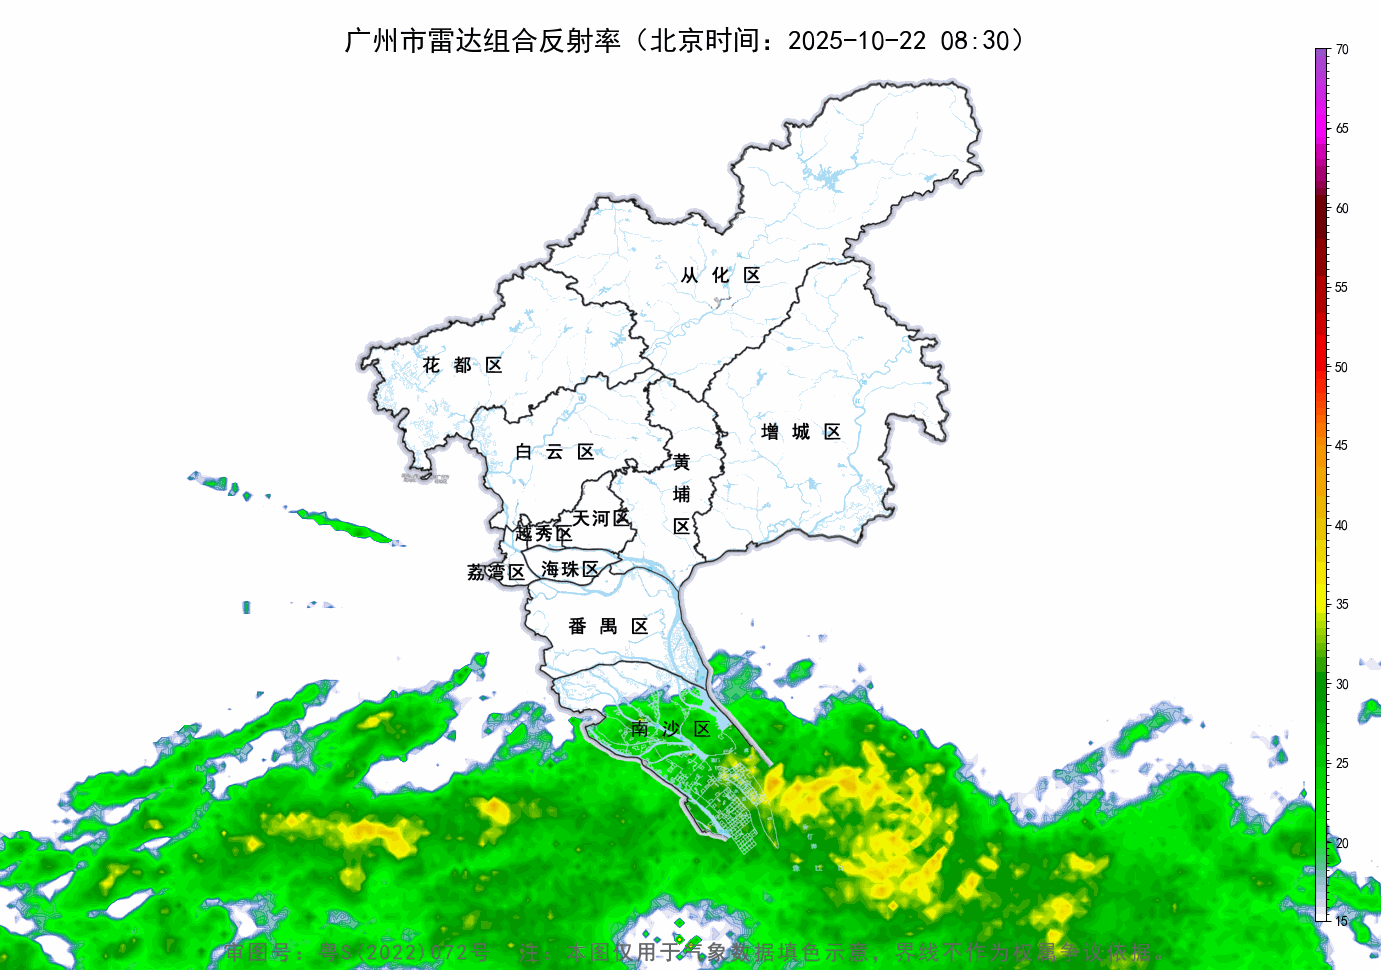 广州市雷达组合反射率（北京时间：2025-10-22 08:30）
70
65
60
55
50
45
40
35
30
25
20
15
从化区
花都区
增城区
白云区
黄埔区
天河区
越秀区
海珠区
荔湾区
番禺区
南沙区
审图号：粤S(2022)072号 注：本图仅用于气象数据填色示意，界线不作为权属争议依据。